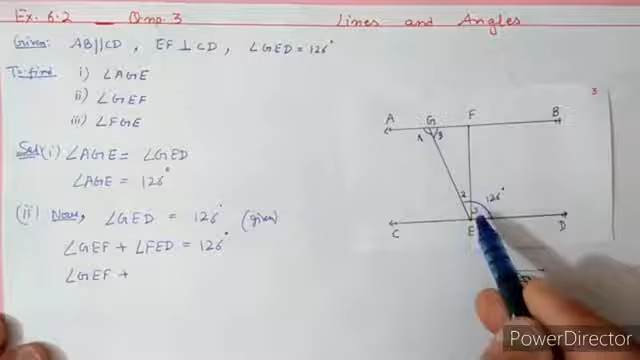 Ex. 6.2 _ Qno. 3
Lines and Angles
Given: AB||CD , EF ⊥ CD , ∠GED = 126°
To find i) ∠AGE
ii) ∠GEF
iii) ∠FGE
Sol: (i) ∠AGE = ∠GED
∠AGE = 126°
(ii) Now, ∠GED = 126° (given)
∠GEF + ∠FED = 126°
∠GEF +
3
A G F B
1 3
2 126°
C E D
PowerDirector